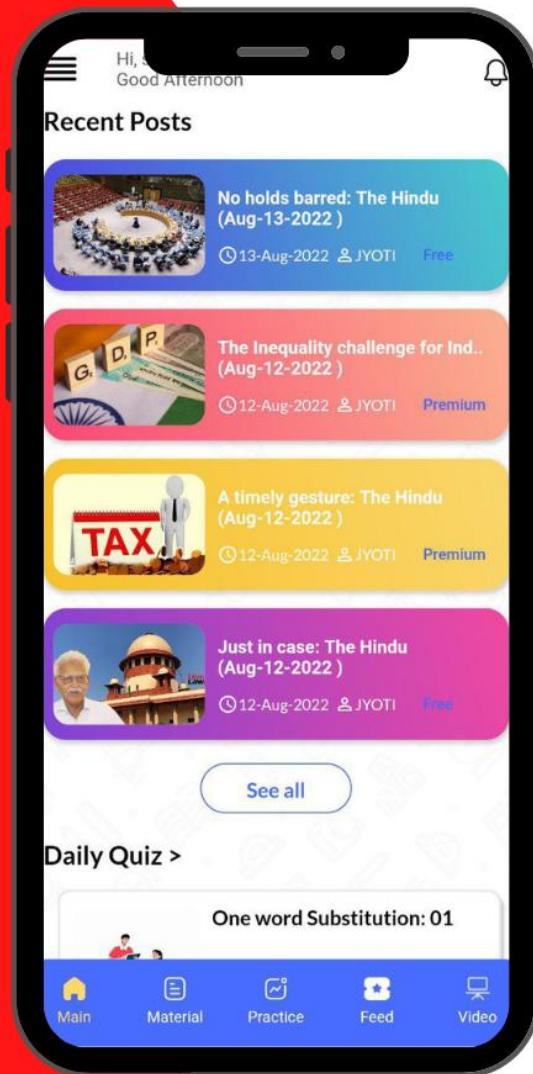 Hi,
Good Afternoon
Recent Posts
No holds barred: The Hindu
(Aug-13-2022 )
13-Aug-2022 JYOTI Free
G. D. P.
The Inequality challenge for Ind..
(Aug-12-2022 )
12-Aug-2022 JYOTI Premium
TAX
A timely gesture: The Hindu
(Aug-12-2022 )
12-Aug-2022 JYOTI Premium
Just in case: The Hindu
(Aug-12-2022 )
12-Aug-2022 JYOTI Free
See all
Daily Quiz >
One word Substitution: 01
Main Material Practice Feed Video